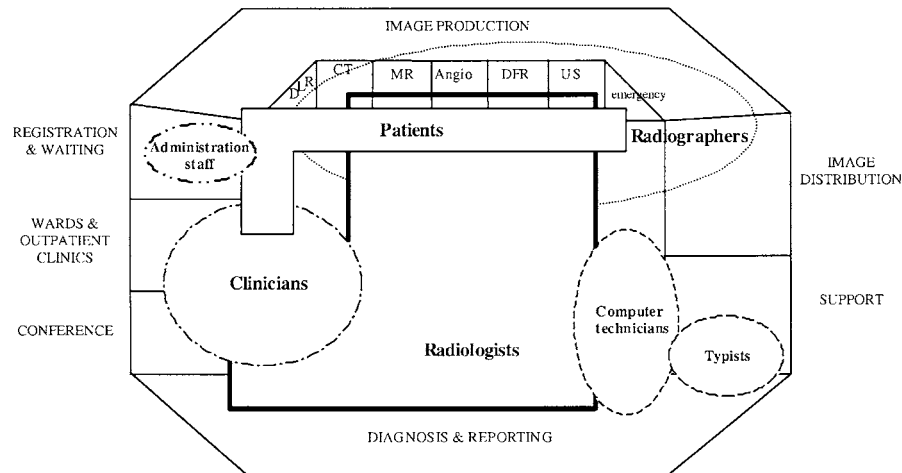 IMAGE PRODUCTION
DLR
CT
MR
Angio
DFR
US
emergency
Patients
Radiographers
REGISTRATION
& WAITING
Administration
staff
IMAGE
DISTRIBUTION
WARDS &
OUTPATIENT
CLINICS
Clinicians
SUPPORT
Computer
technicians
CONFERENCE
Radiologists
Typists
DIAGNOSIS & REPORTING